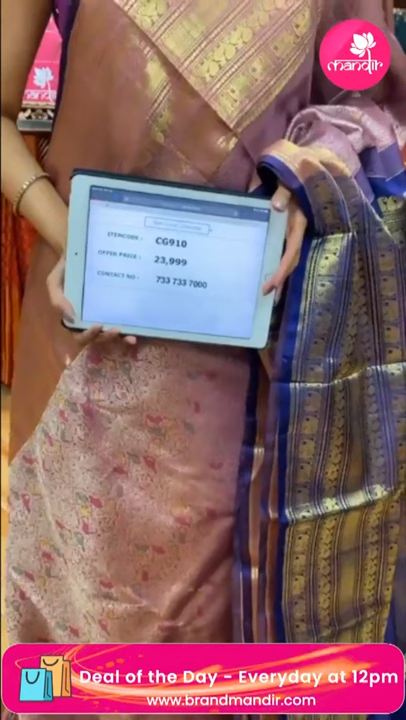 mandir
ITEMCODE : CG910
OFFER PRICE : 23,999
CONTACT NO : 733 733 7000
Deal of the Day - Everyday at 12pm
www.brandmandir.com